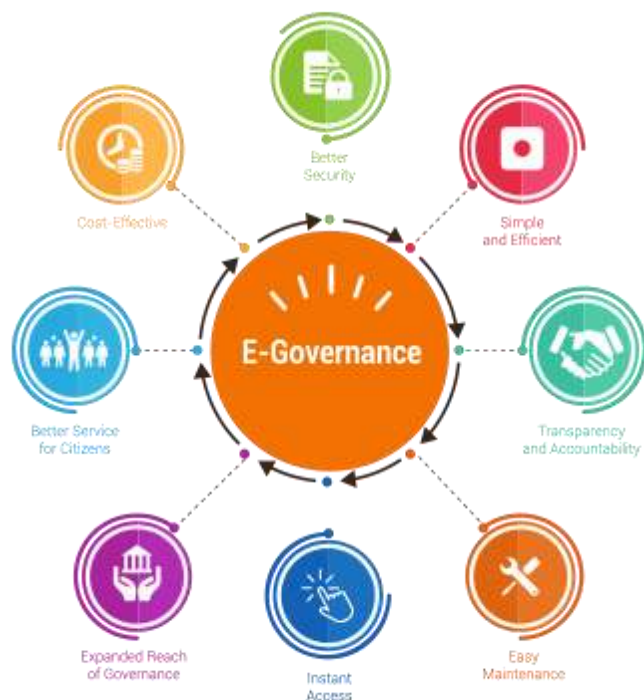 Better
Security
Cost-Effective
Simple
and Efficient
E-Governance
Better Service
for Citizens
Transparency
and Accountability
Expanded Reach
of Governance
Instant
Access
Easy
Maintenance